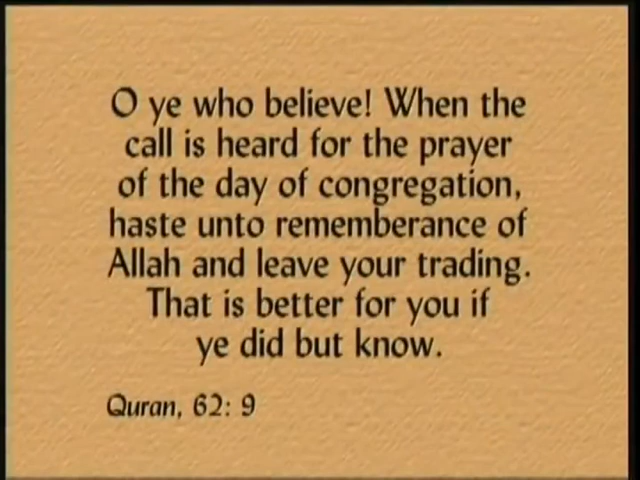 O ye who believe! When the
call is heard for the prayer
of the day of congregation,
haste unto rememberance of
Allah and leave your trading.
That is better for you if
ye did but know.
Quran, 62: 9